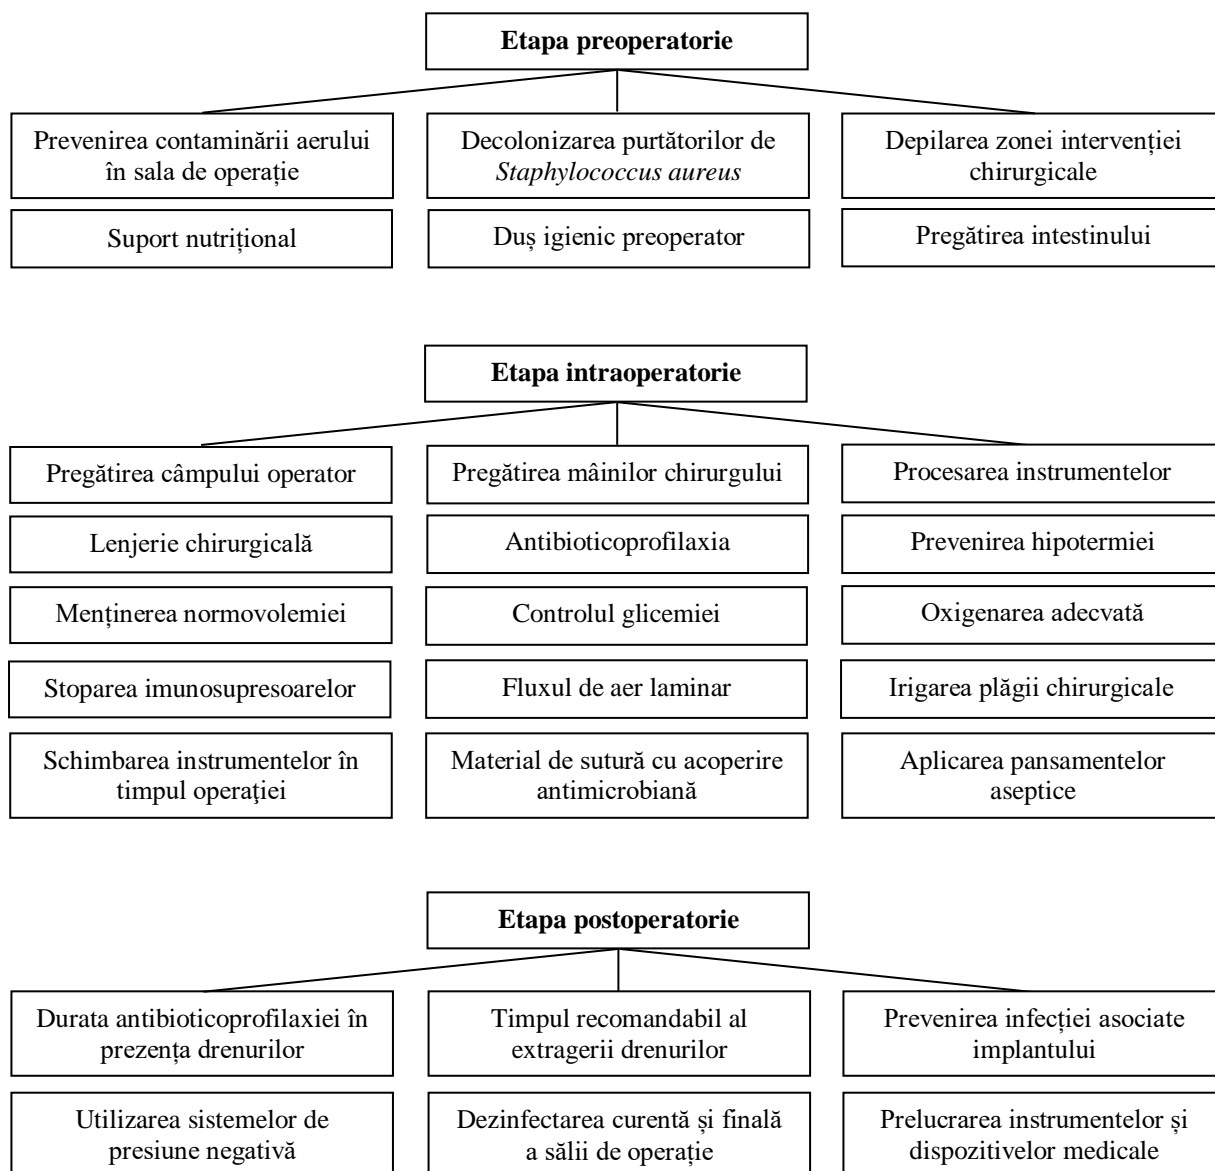 Etapa preoperatorie
Prevenirea contaminării aerului
în sala de operație
Decolonizarea purtătorilor de
Staphylococcus aureus
Depilarea zonei intervenției
chirurgicale
Suport nutrițional
Duș igienic preoperator
Pregătirea intestinului
Etapa intraoperatorie
Pregătirea câmpului operator
Pregătirea mâinilor chirurgului
Procesarea instrumentelor
Lenjerie chirurgicală
Antibioticoprofilaxia
Prevenirea hipotermiei
Menținerea normovolemiei
Controlul glicemiei
Oxigenarea adecvată
Stoparea imunosupresoarelor
Fluxul de aer laminar
Irigarea plăgii chirurgicale
Schimbarea instrumentelor în
timpul operaţiei
Material de sutură cu acoperire
antimicrobiană
Aplicarea pansamentelor
aseptice
Etapa postoperatorie
Durata antibioticoprofilaxiei în
prezența drenurilor
Timpul recomandabil al
extragerii drenurilor
Prevenirea infecției asociate
implantului
Utilizarea sistemelor de
presiune negativă
Dezinfectarea curentă și finală
a sălii de operație
Prelucrarea instrumentelor și
dispozitivelor medicale